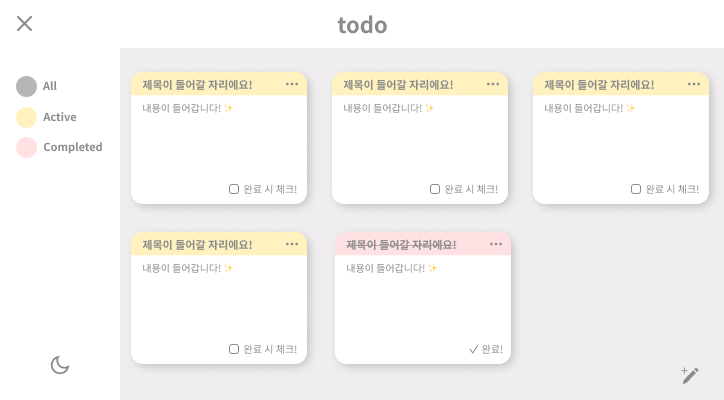 todo
All
Active
Completed
제목이 들어갈 자리에요!
내용이 들어갑니다! ✨
완료 시 체크!
제목이 들어갈 자리에요!
내용이 들어갑니다! ✨
완료 시 체크!
제목이 들어갈 자리에요!
내용이 들어갑니다! ✨
완료 시 체크!
제목이 들어갈 자리에요!
내용이 들어갑니다! ✨
완료 시 체크!
제목이 들어갈 자리에요!
내용이 들어갑니다! ✨
완료!